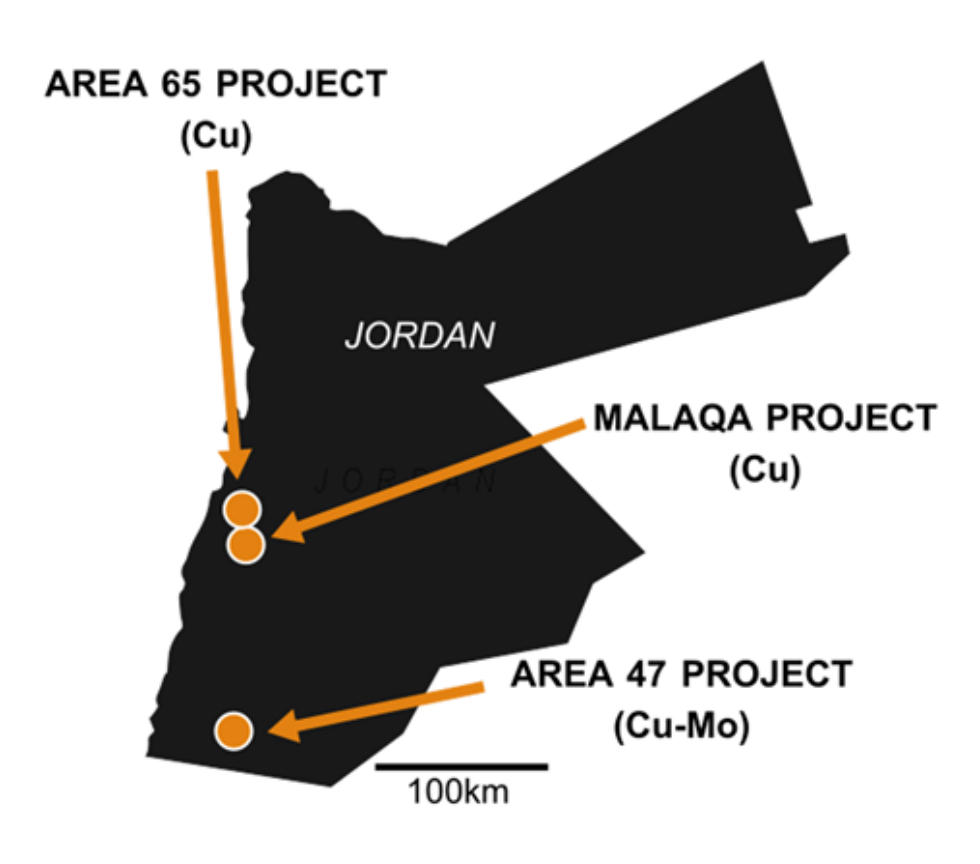 AREA 65 PROJECT
(Cu)
JORDAN
MALAQA PROJECT
(Cu)
JORDAN
AREA 47 PROJECT
(Cu-Mo)
100km